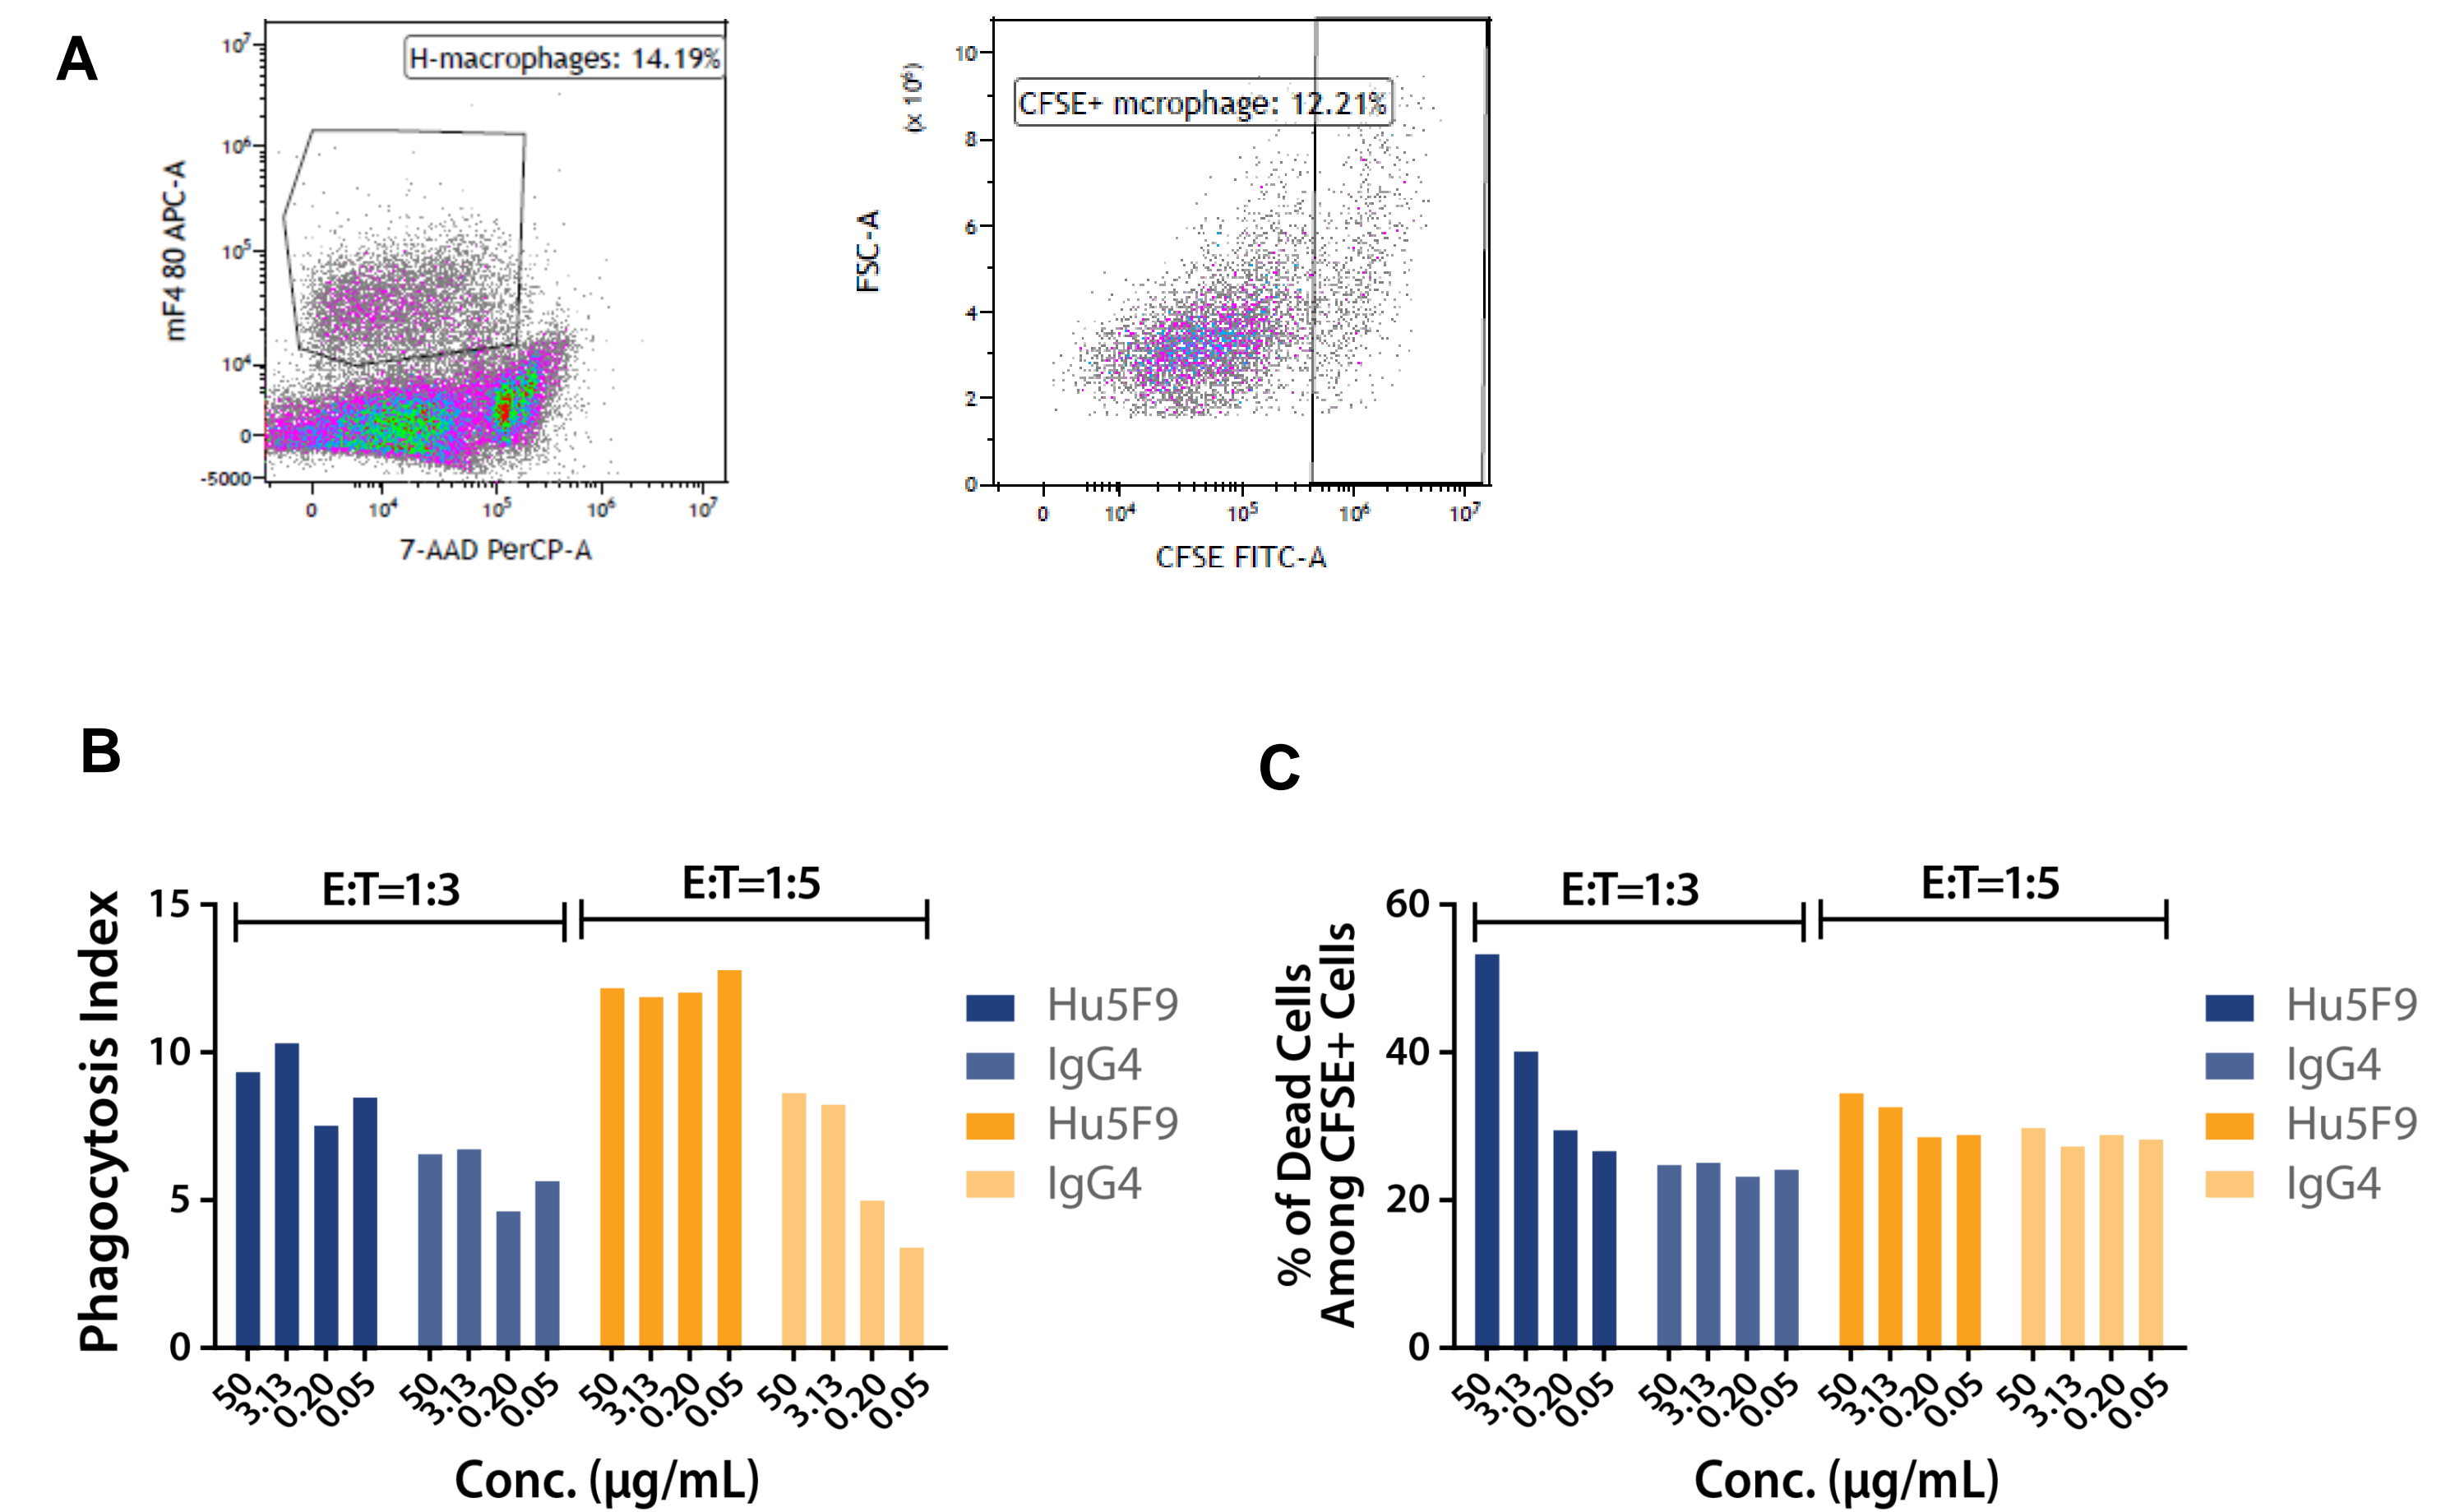 A
H-macrophages: 14.19%
10⁷
10⁶
10⁵
10⁴
0
-5000
mF4 80 APC-A
0 10⁴ 10⁵ 10⁶ 10⁷
7-AAD PerCP-A
CFSE+ mcrophage: 12.21%
(x 10⁶)
10
8
6
4
2
0
FSC-A
0 10⁴ 10⁵ 10⁶ 10⁷
CFSE FITC-A
B
E:T=1:3 E:T=1:5
Phagocytosis Index
15
10
5
0
50 3.13 0.20 0.05 50 3.13 0.20 0.05 50 3.13 0.20 0.05 50 3.13 0.20 0.05
Conc. (μg/mL)
Hu5F9
IgG4
Hu5F9
IgG4
C
E:T=1:3 E:T=1:5
% of Dead Cells
Among CFSE+ Cells
60
40
20
0
50 3.13 0.20 0.05 50 3.13 0.20 0.05 50 3.13 0.20 0.05 50 3.13 0.20 0.05
Conc. (μg/mL)
Hu5F9
IgG4
Hu5F9
IgG4